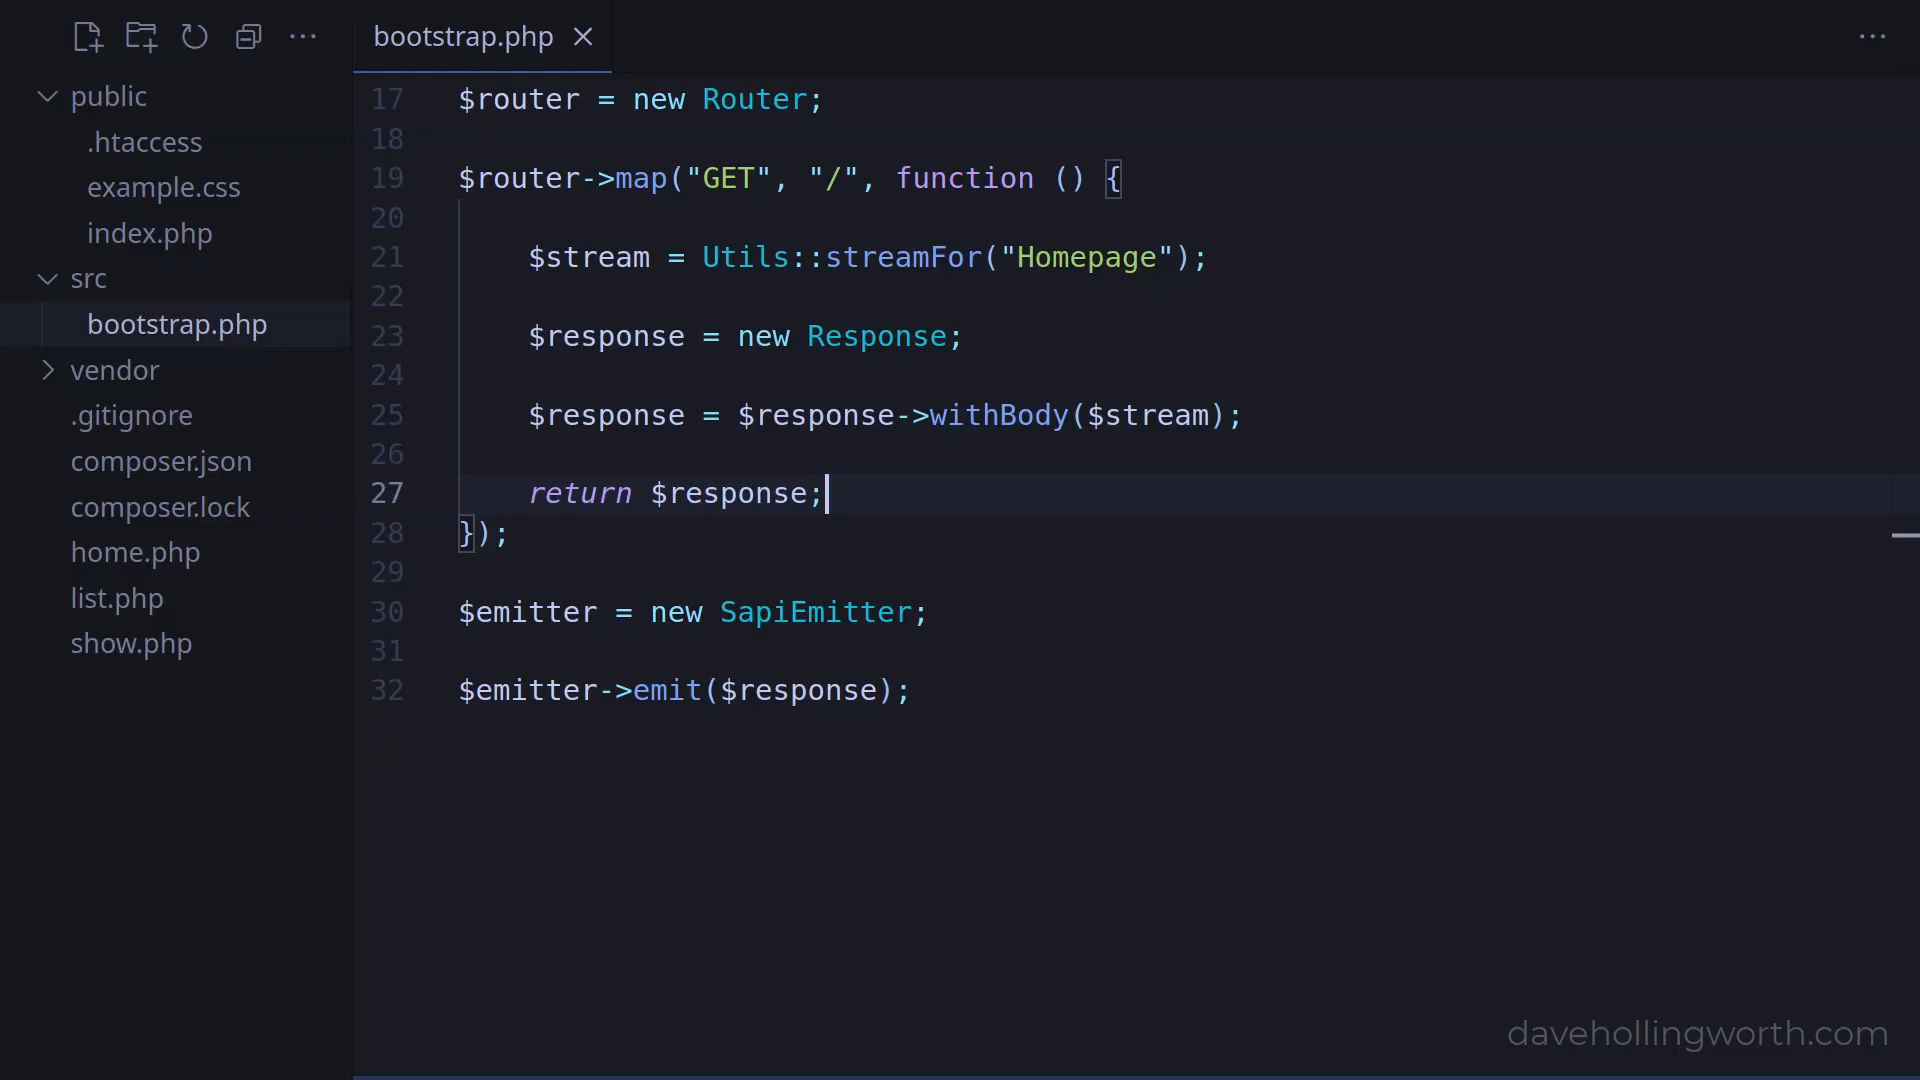 bootstrap.php
public
.htaccess
example.css
index.php
src
bootstrap.php
vendor
.gitignore
composer.json
composer.lock
home.php
list.php
show.php
17 $router = new Router;
18
19 $router->map("GET", "/", function () {
20
21     $stream = Utils::streamFor("Homepage");
22
23     $response = new Response;
24
25     $response = $response->withBody($stream);
26
27     return $response;
28 });
29
30 $emitter = new SapiEmitter;
31
32 $emitter->emit($response);
davehollingworth.com